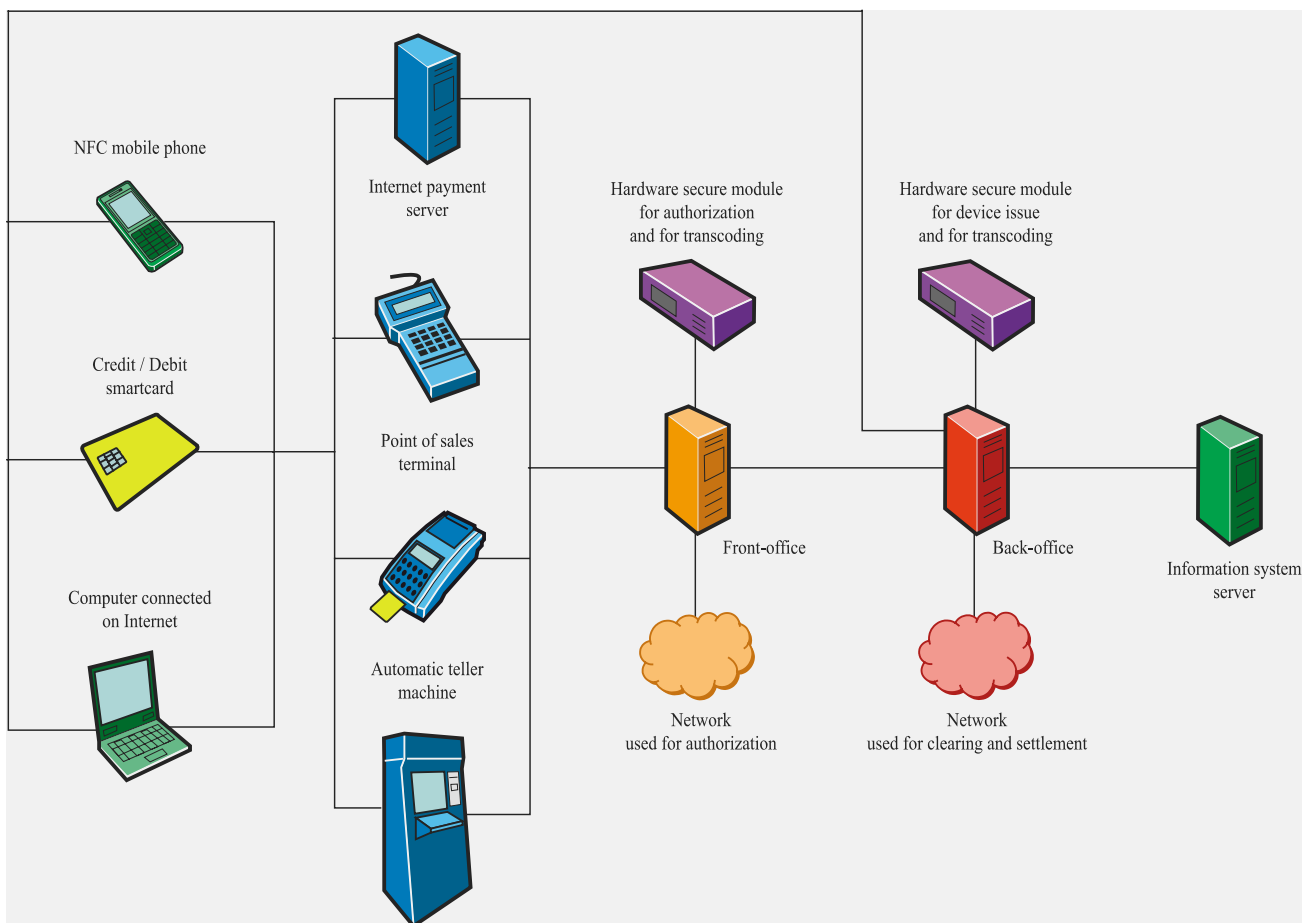 NFC mobile phone
Credit / Debit
smartcard
Computer connected
on Internet
Internet payment
server
Point of sales
terminal
Automatic teller
machine
Hardware secure module
for authorization
and for transcoding
Front-office
Network
used for authorization
Hardware secure module
for device issue
and for transcoding
Back-office
Network
used for clearing and settlement
Information system
server